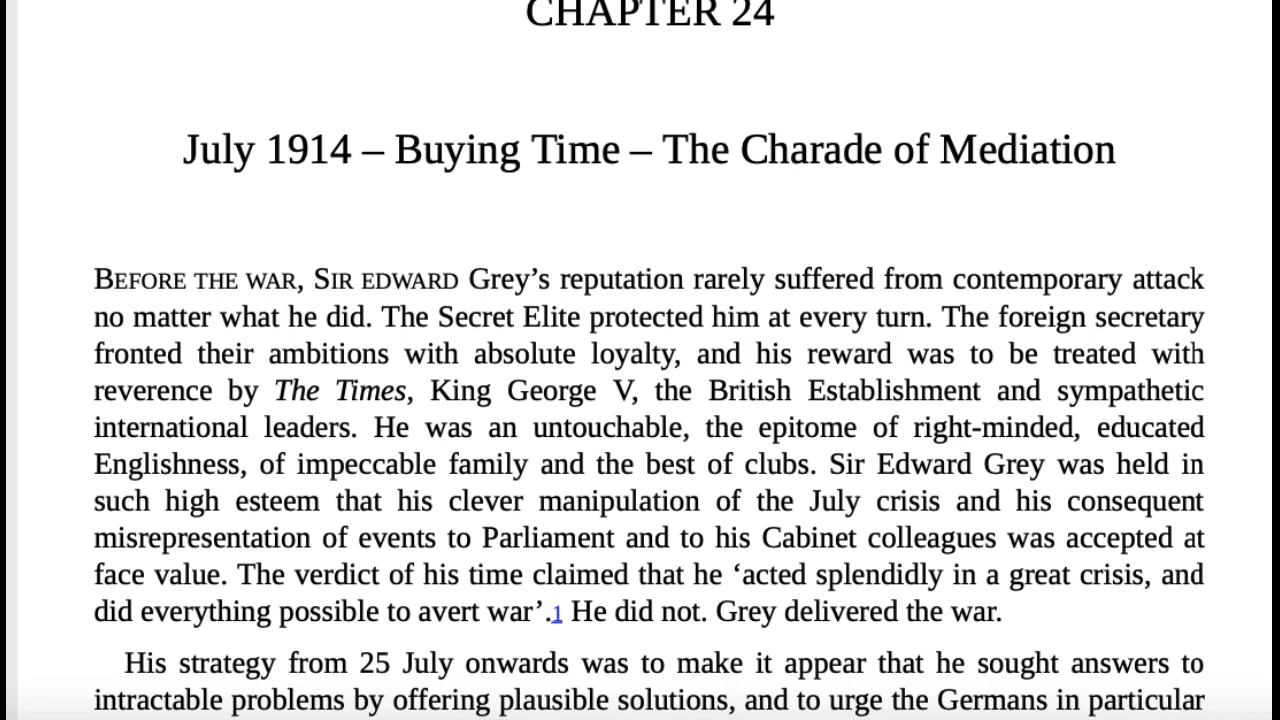 CHAPTER 24
July 1914 – Buying Time – The Charade of Mediation
BEFORE THE WAR, SIR EDWARD Grey’s reputation rarely suffered from contemporary attack
no matter what he did. The Secret Elite protected him at every turn. The foreign secretary
fronted their ambitions with absolute loyalty, and his reward was to be treated with
reverence by The Times, King George V, the British Establishment and sympathetic
international leaders. He was an untouchable, the epitome of right-minded, educated
Englishness, of impeccable family and the best of clubs. Sir Edward Grey was held in
such high esteem that his clever manipulation of the July crisis and his consequent
misrepresentation of events to Parliament and to his Cabinet colleagues was accepted at
face value. The verdict of his time claimed that he ‘acted splendidly in a great crisis, and
did everything possible to avert war’.1 He did not. Grey delivered the war.
His strategy from 25 July onwards was to make it appear that he sought answers to
intractable problems by offering plausible solutions, and to urge the Germans in particular